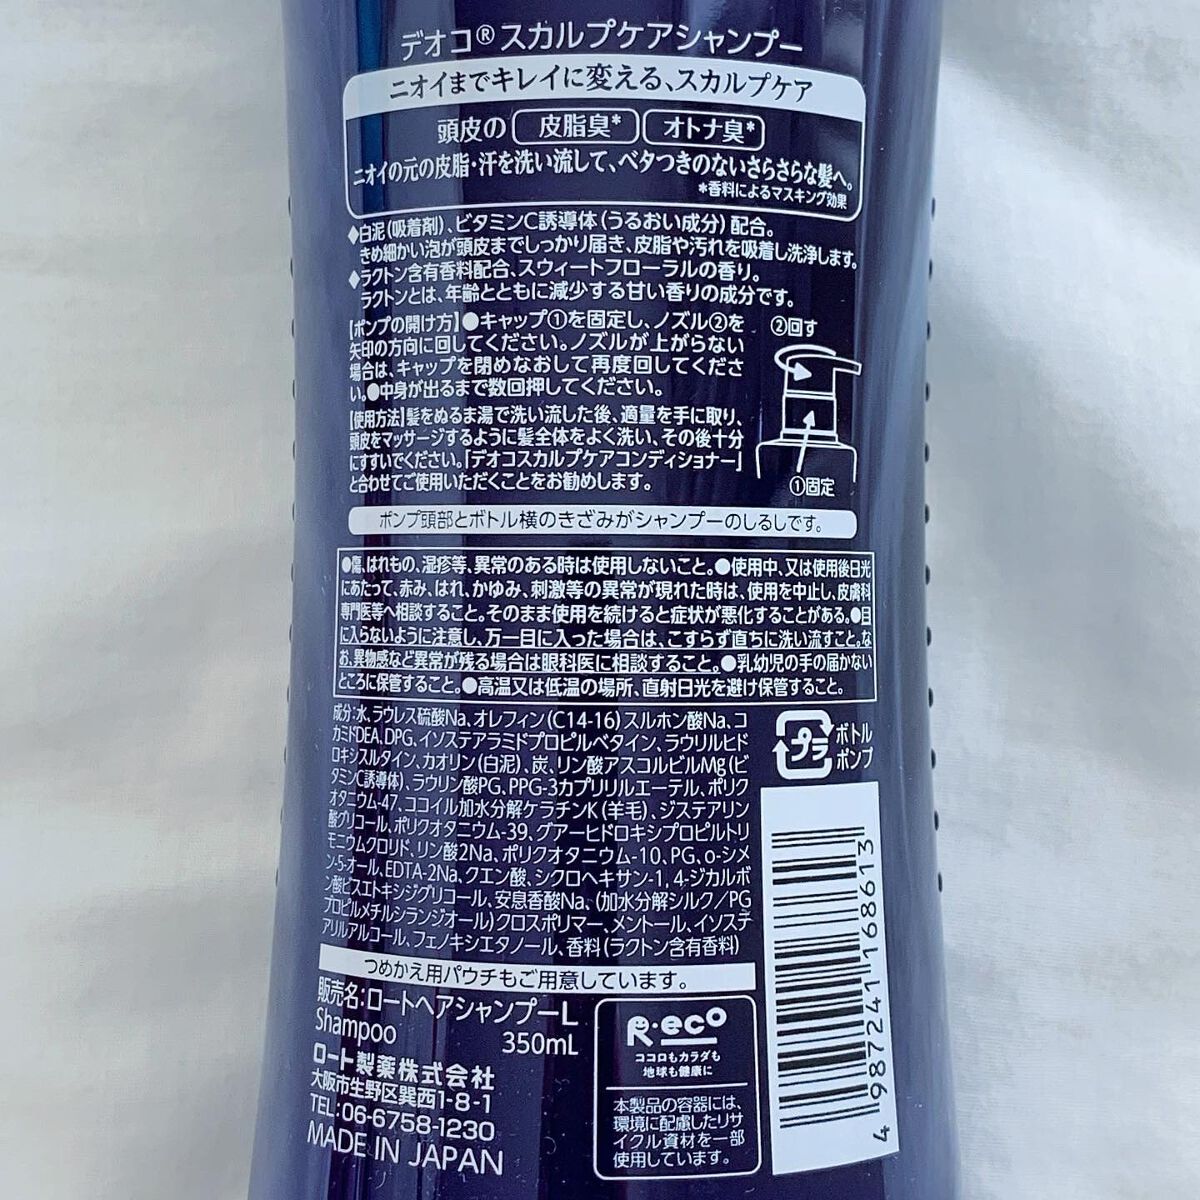 デオコ®スカルプケアシャンプー
ニオイまでキレイに変える、スカルプケア
頭皮の 皮脂臭* オトナ臭*
ニオイの元の皮脂・汗を洗い流して、ベタつきのないさらさらな髪へ。
*香料によるマスキング効果
◆白泥(吸着剤)、ビタミンC誘導体(うるおい成分)配合。
きめ細かい泡が頭皮までしっかり届き、皮脂や汚れを吸着し洗浄します。
◆ラクトン含有香料配合、スウィートフローラルの香り。
ラクトンとは、年齢とともに減少する甘い香りの成分です。
【ポンプの開け方】●キャップ①を固定し、ノズル②を
矢印の方向に回してください。ノズルが上がらない
場合は、キャップを閉めなおして再度回してくださ
い。●中身が出るまで数回押してください。
②回す
①固定
【使用方法】髪をぬるま湯で洗い流した後、適量を手に取り、
頭皮をマッサージするように髪全体をよく洗い、その後十分
にすすいでください。「デオコスカルプケアコンディショナー」
と合わせてご使用いただくことをお勧めします。
ポンプ頭部とボトル横のきざみがシャンプーのしるしです。
●傷、はれもの、湿疹等、異常のある時は使用しないこと。●使用中、又は使用後日光
にあたって、赤み、はれ、かゆみ、刺激等の異常が現れた時は、使用を中止し、皮膚科
専門医等へ相談すること。そのまま使用を続けると症状が悪化することがある。●目
に入らないように注意し、万一目に入った場合は、こすらず直ちに洗い流すこと。な
お、異物感など異常が残る場合は眼科医に相談すること。●乳幼児の手の届かない
ところに保管すること。●高温又は低温の場所、直射日光を避け保管すること。
成分:水、ラウレス硫酸Na、オレフィン(C14-16)スルホン酸Na、コ
カミドDEA、DPG、イソステアラミドプロピルベタイン、ラウリルヒド
ロキシスルタイン、カオリン(白泥)、炭、リン酸アスコルビルMg(ビ
タミンC誘導体)、ラウリン酸PG、PPG-3カプリリルエーテル、ポリク
オタニウム-47、ココイル加水分解ケラチンK(羊毛)、ジステアリン
酸グリコール、ポリクオタニウム-39、グアーヒドロキシプロピルトリ
モニウムクロリド、リン酸2Na、ポリクオタニウム-10、PG、o-シメ
ン-5-オール、EDTA-2Na、クエン酸、シクロヘキサン-1,4-ジカルボ
ン酸ビスエトキシジグリコール、安息香酸Na、(加水分解シルク/PG
プロピルメチルシランジオール)クロスポリマー、メントール、イソステ
アリルアルコール、フェノキシエタノール、香料(ラクトン含有香料)
プラ
ボトル
ポンプ
つめかえ用パウチもご用意しています。
販売名:ロートヘアシャンプーL
Shampoo 350mL
ロート製薬株式会社
大阪市生野区巽西1-8-1
TEL:06-6758-1230
MADE IN JAPAN
R・eco
ココロもカラダも
地球も健康に
本製品の容器には、
環境に配慮したリサ
イクル資材を一部
使用しています。
4 987241 168613